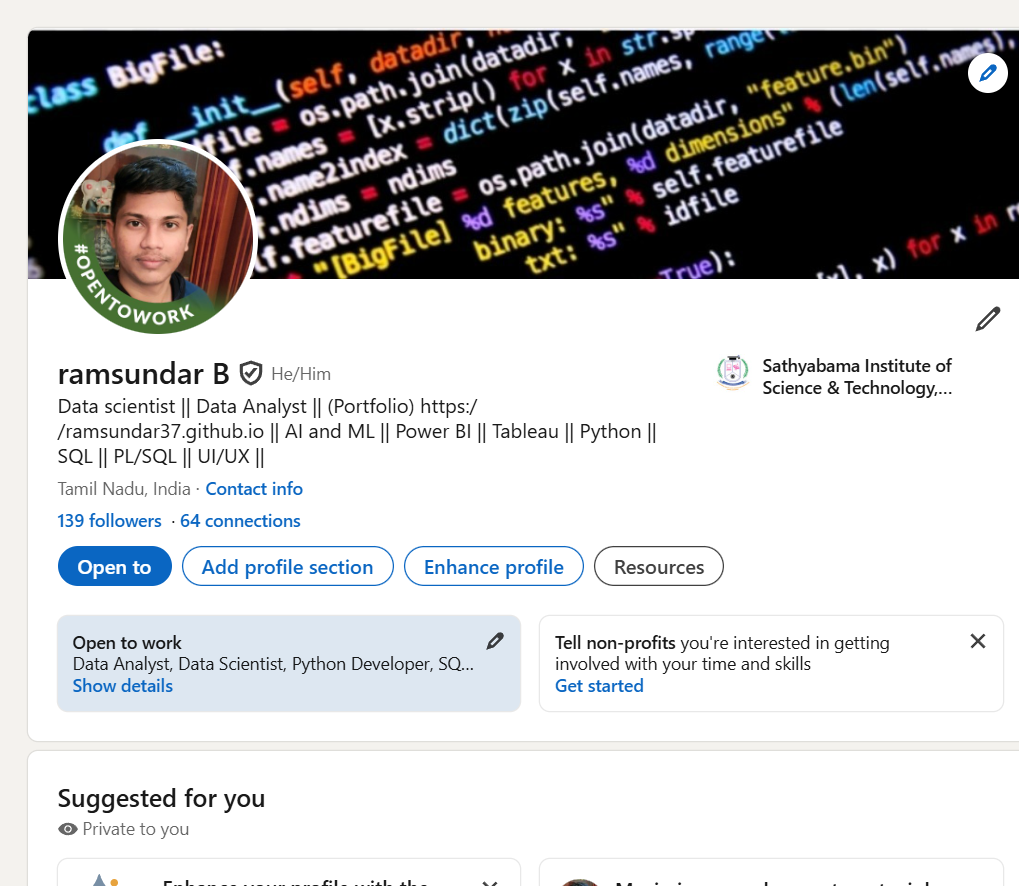 class BigFile:
def __init__(self, datadir,
idfile = os.path.join(datadir,
.names = [x.strip() for x in str.sp
.name2index = dict(zip(self.names, range(
.ndims = ndims
f.featurefile = os.path.join(datadir, "feature.bin")
"[BigFile] %d features, %d dimensions" % (len(self.names),
binary: %s" % self.featurefile
txt: %s" % idfile
True):
x) for x in
#OPENTOWORK
ramsundar B He/Him
Sathyabama Institute of
Science & Technology,...
Data scientist || Data Analyst || (Portfolio) https:/
/ramsundar37.github.io || AI and ML || Power BI || Tableau || Python ||
SQL || PL/SQL || UI/UX ||
Tamil Nadu, India · Contact info
139 followers · 64 connections
Open to
Add profile section
Enhance profile
Resources
Open to work
Data Analyst, Data Scientist, Python Developer, SQ...
Show details
Tell non-profits you're interested in getting
involved with your time and skills
Get started
Suggested for you
Private to you
Enhance your profile with the